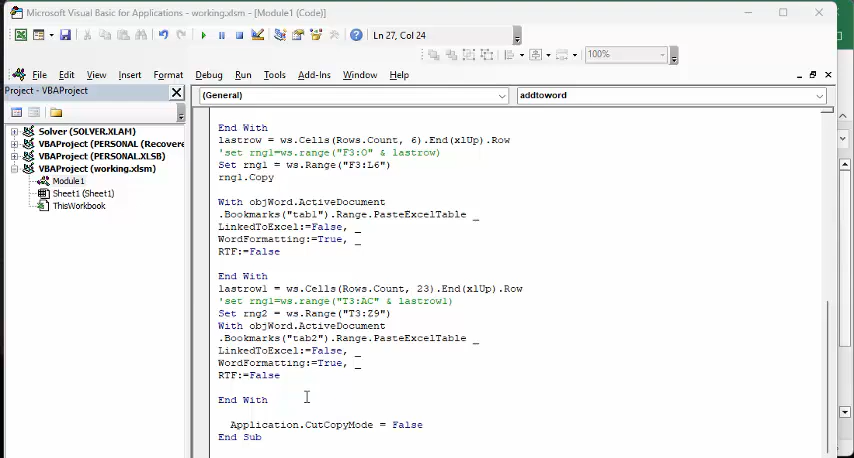 Microsoft Visual Basic for Applications - working.xlsm - [Module1 (Code)]
Ln 27, Col 24
100%
File Edit View Insert Format Debug Run Tools Add-Ins Window Help
Project - VBAProject
(General)
addtoword
Solver (SOLVER.XLAM)
VBAProject (PERSONAL (Recovere
VBAProject (PERSONAL.XLSB)
VBAProject (working.xlsm)
Module1
Sheet1 (Sheet1)
ThisWorkbook
End With
lastrow = ws.Cells(Rows.Count, 6).End(xlUp).Row
'set rng1=ws.range("F3:O" & lastrow)
Set rng1 = ws.Range("F3:L6")
rng1.Copy
With objWord.ActiveDocument
.Bookmarks("tab1").Range.PasteExcelTable _
LinkedToExcel:=False, _
WordFormatting:=True, _
RTF:=False
End With
lastrow1 = ws.Cells(Rows.Count, 23).End(xlUp).Row
'set rng1=ws.range("T3:AC" & lastrow1)
Set rng2 = ws.Range("T3:Z9")
With objWord.ActiveDocument
.Bookmarks("tab2").Range.PasteExcelTable _
LinkedToExcel:=False, _
WordFormatting:=True, _
RTF:=False
End With
Application.CutCopyMode = False
End Sub